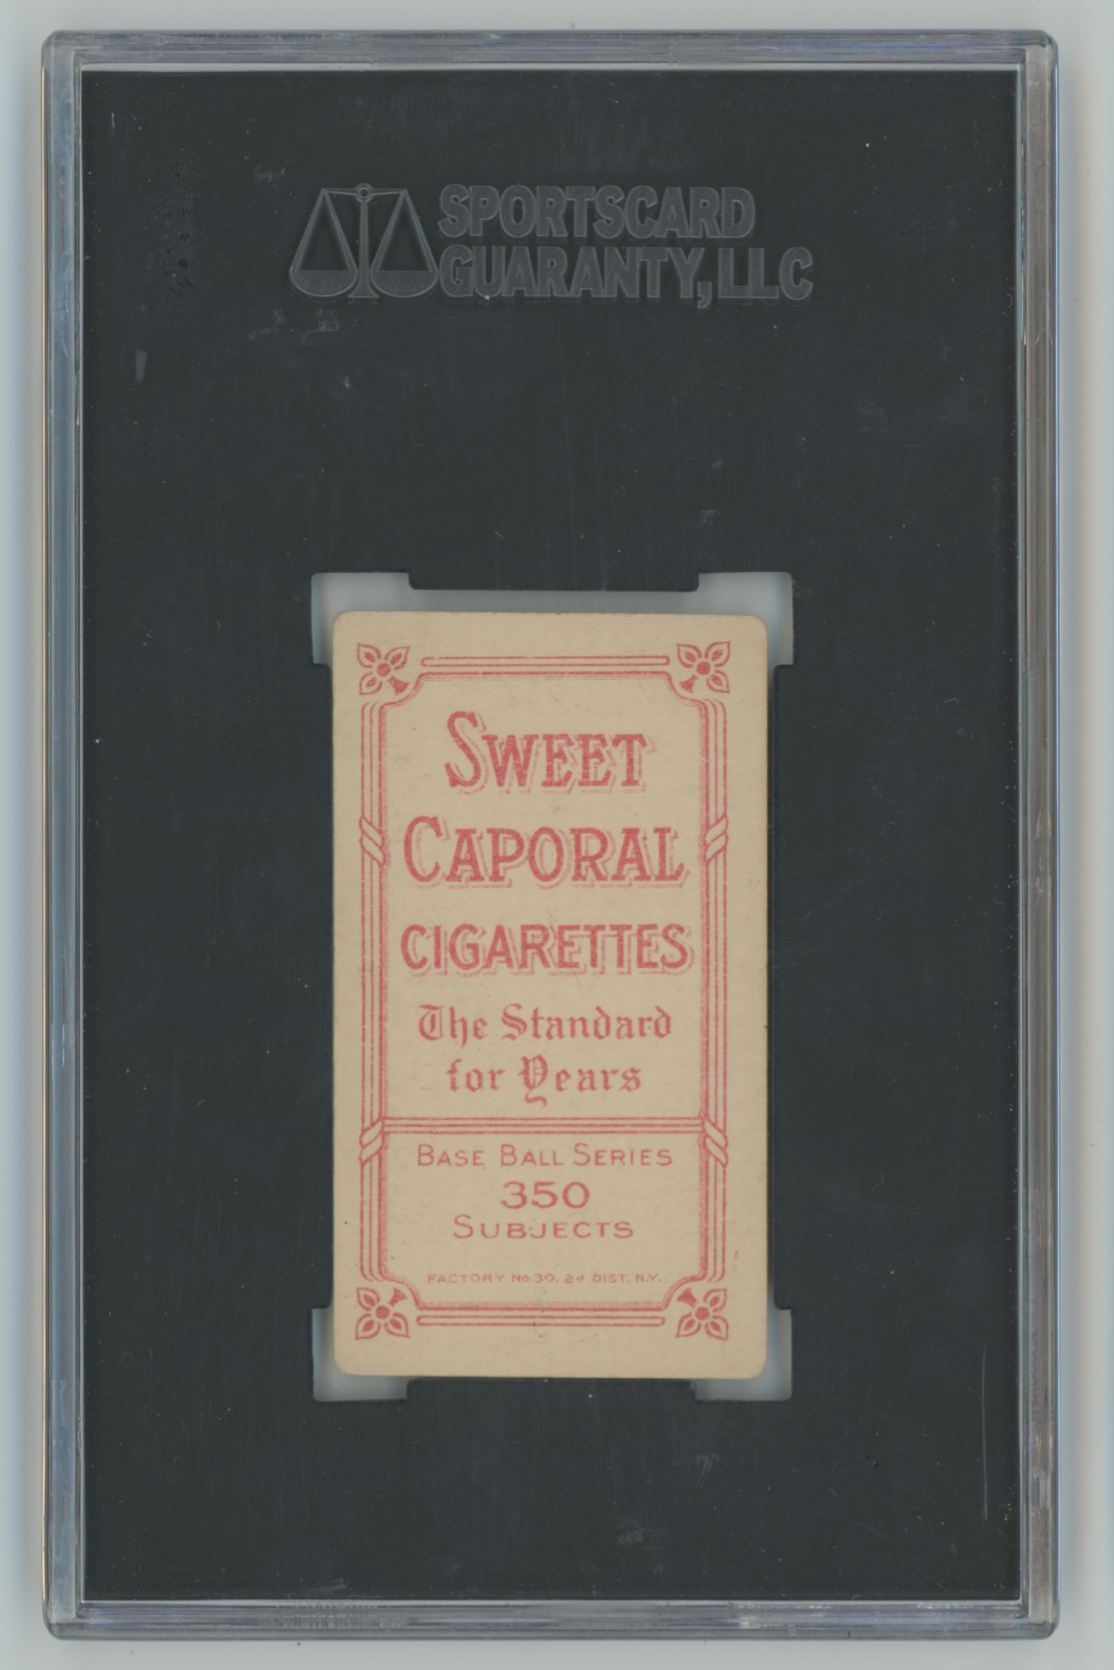 SPORTSCARD
GUARANTY, LLC
SWEET
CAPORAL
CIGARETTES
The Standard
for Years
BASE BALL SERIES
350
SUBJECTS
FACTORY No. 30, 2d DIST. N.Y.